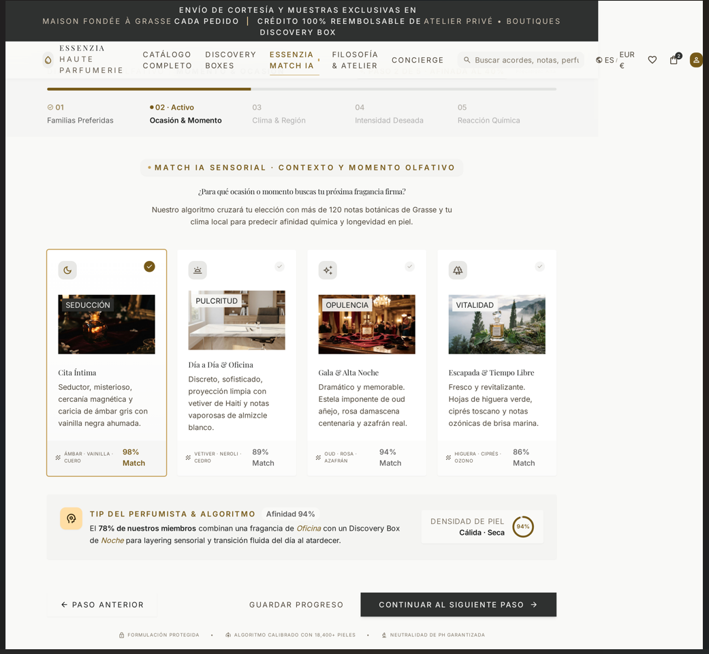 ENVÍO DE CORTESÍA Y MUESTRAS EXCLUSIVAS EN
MAISON FONDÉE À GRASSE CADA PEDIDO | CRÉDITO 100% REEMBOLSABLE DE ATELIER PRIVÉ • BOUTIQUES
DISCOVERY BOX
ESSENZIA
HAUTE
PARFUMERIE
CATÁLOGO
COMPLETO
DISCOVERY
BOXES
ESSENZIA
MATCH IA
FILOSOFÍA
& ATELIER
CONCIERGE
Buscar acordes, notas, perfu
ES
EUR
€
01
Familias Preferidas
02 · Activo
Ocasión & Momento
03
Clima & Región
04
Intensidad Deseada
05
Reacción Química
MATCH IA SENSORIAL · CONTEXTO Y MOMENTO OLFATIVO
¿Para qué ocasión o momento buscas tu próxima fragancia firma?
Nuestro algoritmo cruzará tu elección con más de 120 notas botánicas de Grasse y tu
clima local para predecir afinidad química y longevidad en piel.
SEDUCCIÓN
Cita Íntima
Seductor, misterioso,
cercanía magnética y
caricia de ámbar gris con
vainilla negra ahumada.
ÁMBAR · VAINILLA ·
CUERO
98%
Match
PULCRITUD
Día a Día & Oficina
Discreto, sofisticado,
proyección limpia con
vetiver de Haití y notas
vaporosas de almizcle
blanco.
VETIVER · NEROLI ·
CEDRO
89%
Match
OPULENCIA
Gala & Alta Noche
Dramático y memorable.
Estela imponente de oud
añejo, rosa damascena
centenaria y azafrán real.
OUD · ROSA ·
AZAFRÁN
94%
Match
VITALIDAD
Escapada & Tiempo Libre
Fresco y revitalizante.
Hojas de higuera verde,
ciprés toscano y notas
ozónicas de brisa marina.
HIGUERA · CIPRÉS ·
OZONO
86%
Match
TIP DEL PERFUMISTA & ALGORITMO Afinidad 94%
El 78% de nuestros miembros combinan una fragancia de Oficina con un Discovery Box
de Noche para layering sensorial y transición fluida del día al atardecer.
DENSIDAD DE PIEL
Cálida · Seca
94%
← PASO ANTERIOR
GUARDAR PROGRESO
CONTINUAR AL SIGUIENTE PASO →
FORMULACIÓN PROTEGIDA • ALGORITMO CALIBRADO CON 18,400+ PIELES • NEUTRALIDAD DE PH GARANTIZADA